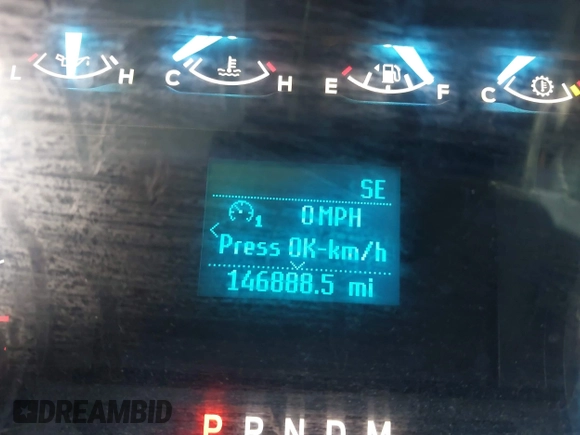 L H C H E F C
SE
1 0 MPH
Press OK-km/h
146888.5 mi
P R N D M
DREAMBID